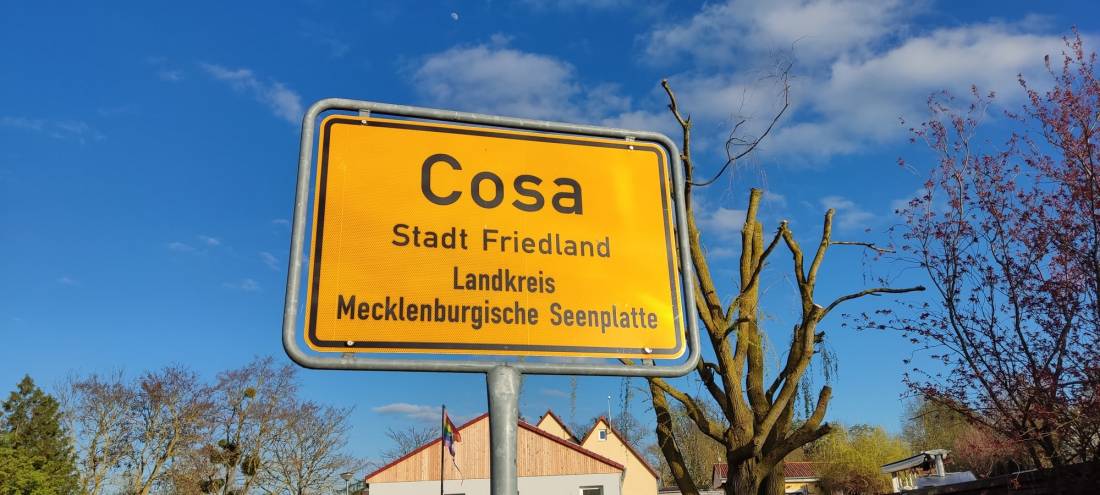 Cosa
Stadt Friedland
Landkreis
Mecklenburgische Seenplatte